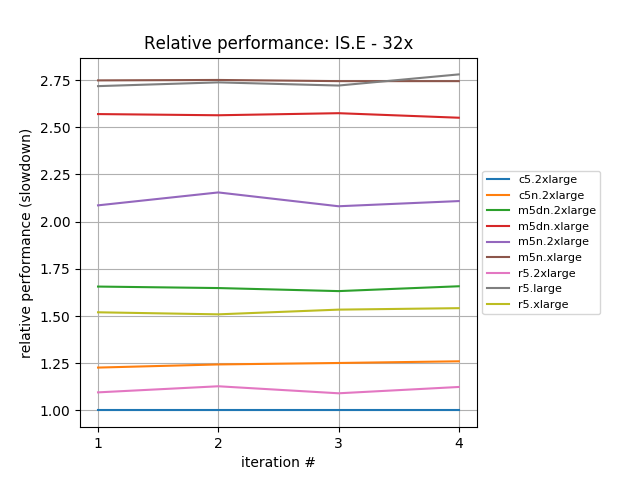 Relative performance: IS.E - 32x
relative performance (slowdown)
2.75
2.50
2.25
2.00
1.75
1.50
1.25
1.00
1 2 3 4
iteration #
c5.2xlarge
c5n.2xlarge
m5dn.2xlarge
m5dn.xlarge
m5n.2xlarge
m5n.xlarge
r5.2xlarge
r5.large
r5.xlarge